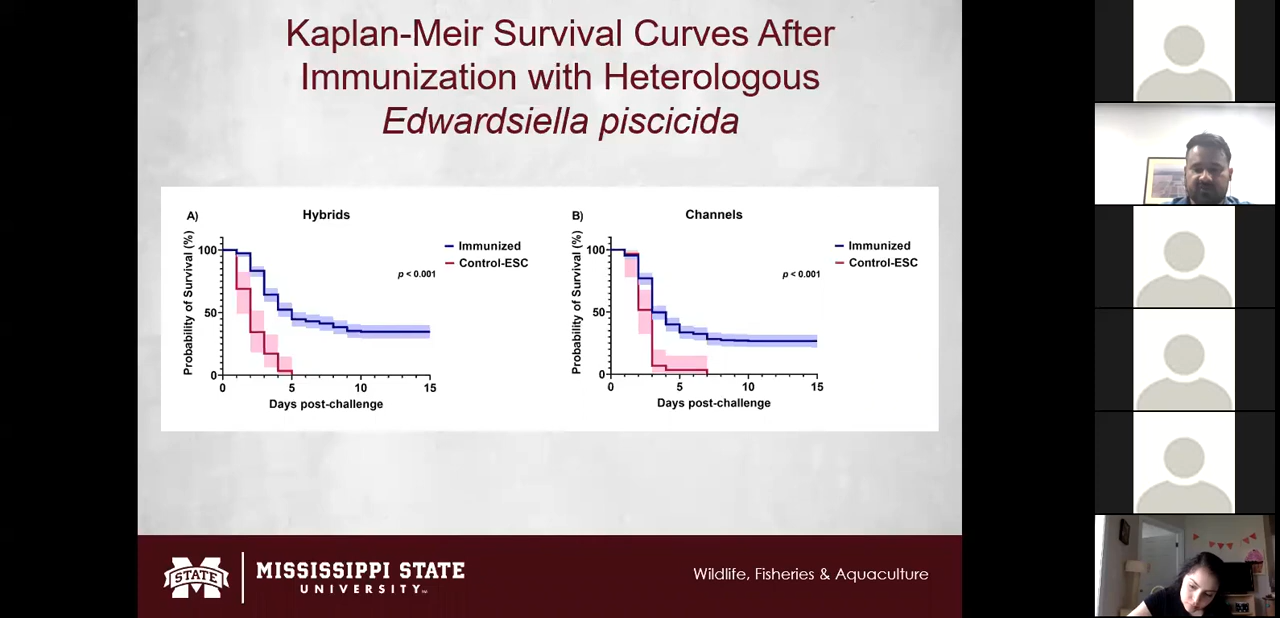 Kaplan-Meir Survival Curves After
Immunization with Heterologous
Edwardsiella piscicida
A)
Hybrids
Probability of Survival (%)
100
50
0
0
5
10
15
Days post-challenge
Immunized
Control-ESC
p < 0.001
B)
Channels
Probability of Survival (%)
100
50
0
0
5
10
15
Days post-challenge
Immunized
Control-ESC
p < 0.001
STATE
MISSISSIPPI STATE
UNIVERSITY™
Wildlife, Fisheries & Aquaculture